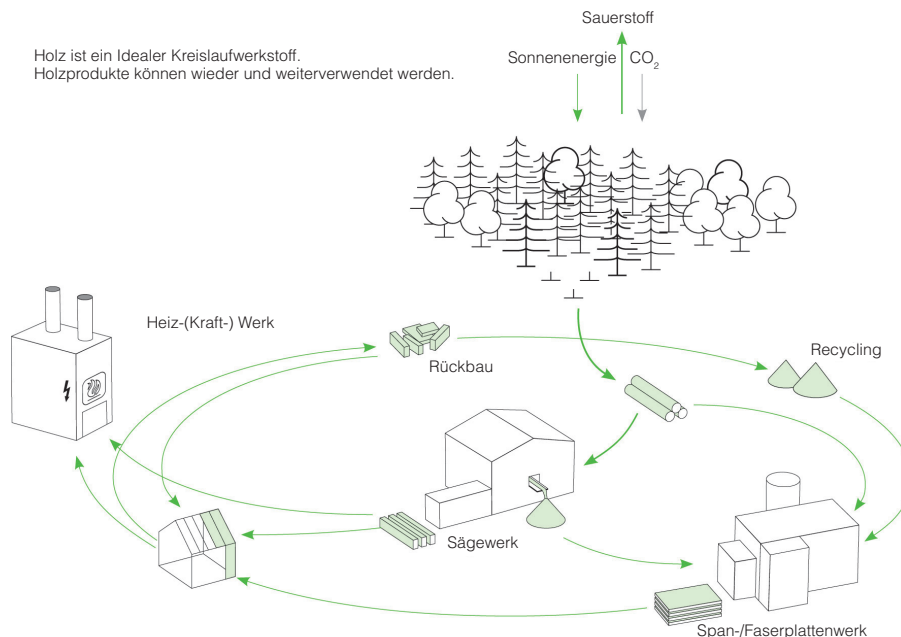 Sauerstoff
Holz ist ein Idealer Kreislaufwerkstoff.
Holzprodukte können wieder und weiterverwendet werden.
Sonnenenergie
CO₂
Heiz-(Kraft-) Werk
Rückbau
Recycling
Sägewerk
Span-/Faserplattenwerk